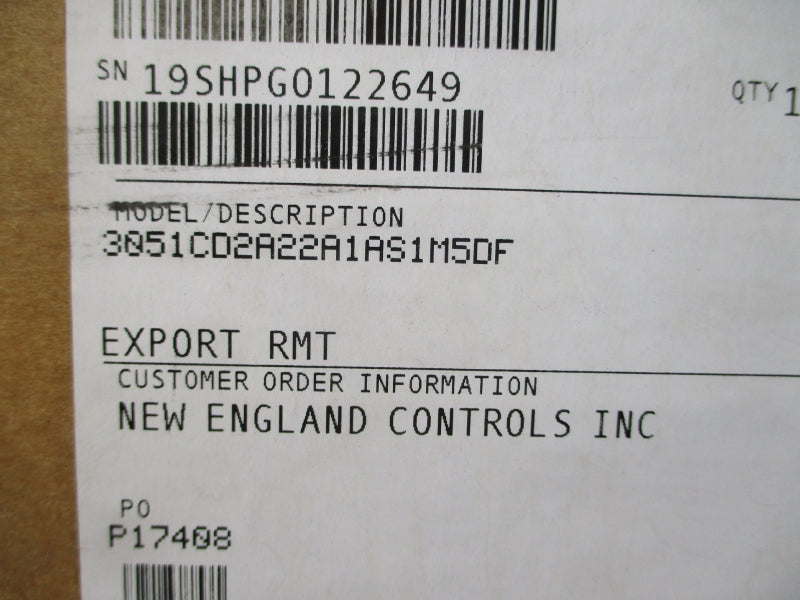 SN 19SHPG0122649
QTY 1
MODEL/DESCRIPTION
3051CD2A22A1AS1M5DF
EXPORT RMT
CUSTOMER ORDER INFORMATION
NEW ENGLAND CONTROLS INC
PO
P17408